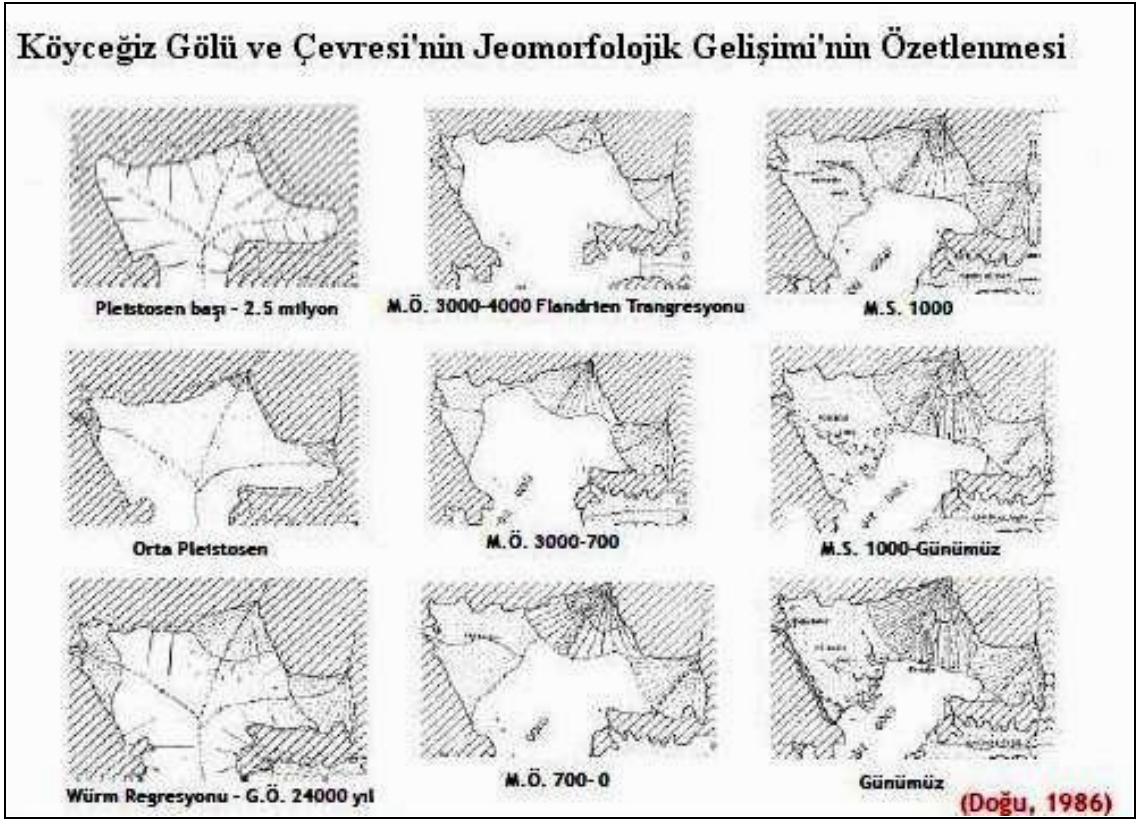 Köyceğiz Gölü ve Çevresi'nin Jeomorfolojik Gelişimi'nin Özetlenmesi
Pleistosen başı - 2.5 milyon
M.Ö. 3000-4000 Flandrien Trangresyonu
M.S. 1000
Orta Pleistosen
M.Ö. 3000-700
M.S. 1000-Günümüz
Würm Regresyonu - G.Ö. 24000 yıl
M.Ö. 700- 0
Günümüz
(Doğu, 1986)